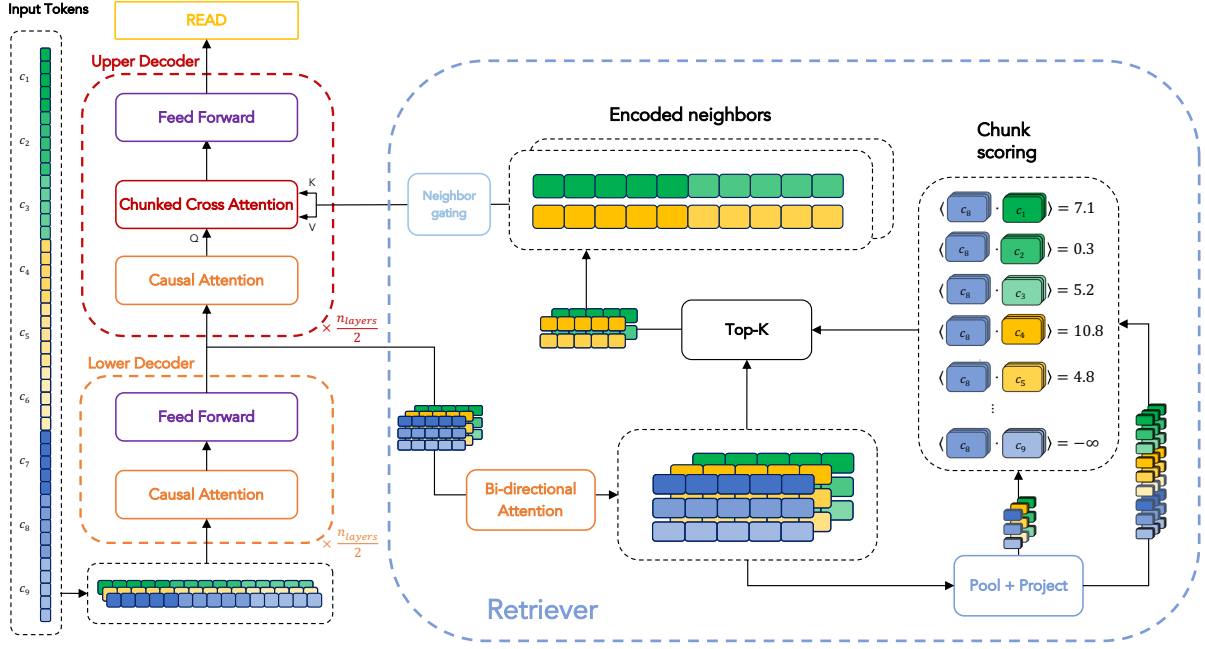 Input Tokens
READ
Upper Decoder
Feed Forward
Chunked Cross Attention
K
V
Q
Causal Attention
× n_layers / 2
Lower Decoder
Feed Forward
Causal Attention
× n_layers / 2
c1
c2
c3
c4
c5
c6
c7
c8
c9
Neighbor
gating
Encoded neighbors
Chunk
scoring
⟨ c8 · c1 ⟩ = 7.1
⟨ c8 · c2 ⟩ = 0.3
⟨ c8 · c3 ⟩ = 5.2
⟨ c8 · c4 ⟩ = 10.8
⟨ c8 · c5 ⟩ = 4.8
⋮
⟨ c8 · c9 ⟩ = −∞
Top-K
Bi-directional
Attention
Pool + Project
Retriever